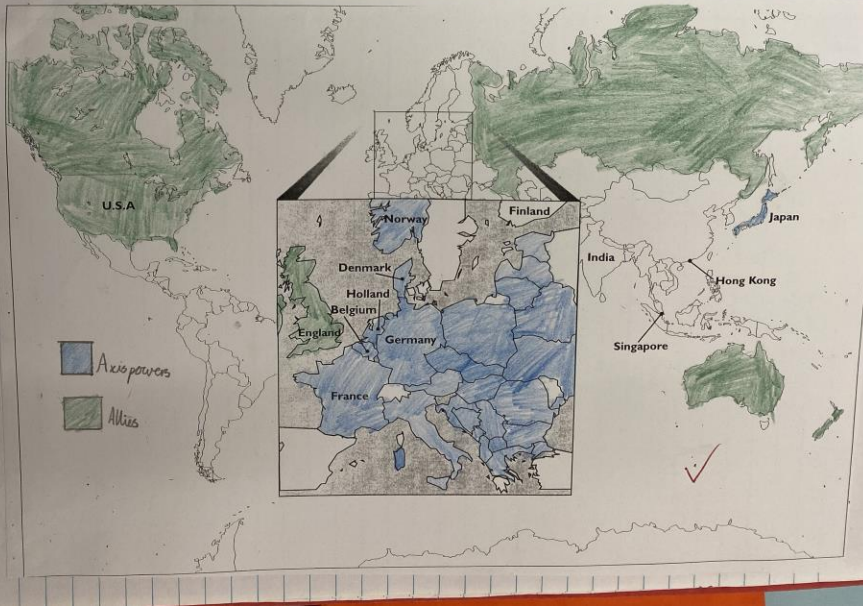 U.S.A
Norway
Finland
Denmark
Holland
Belgium
England
Germany
France
India
Japan
Hong Kong
Singapore
Axis powers
Allies